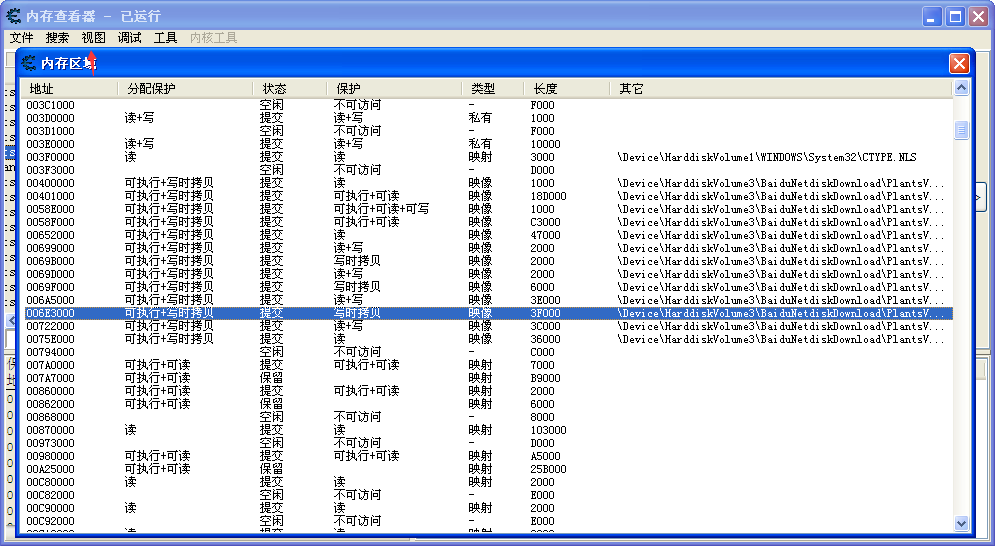 内存查看器 - 已运行
文件 搜索 视图 调试 工具 内核工具
内存区域
地址 分配保护 状态 保护 类型 长度 其它
003C1000 空闲 不可访问 - F000
003D0000 读+写 提交 读+写 私有 1000
003D1000 空闲 不可访问 - F000
003E0000 读+写 提交 读+写 私有 10000
003F0000 读 提交 读 映射 3000 \Device\HarddiskVolume1\WINDOWS\System32\CTYPE.NLS
003F3000 空闲 不可访问 - D000
00400000 可执行+写时拷贝 提交 读 映像 1000 \Device\HarddiskVolume3\BaiduNetdiskDownload\PlantsV...
00401000 可执行+写时拷贝 提交 可执行+可读 映像 18D000 \Device\HarddiskVolume3\BaiduNetdiskDownload\PlantsV...
0058E000 可执行+写时拷贝 提交 可执行+可读+可写 映像 1000 \Device\HarddiskVolume3\BaiduNetdiskDownload\PlantsV...
0058F000 可执行+写时拷贝 提交 可执行+可读 映像 C3000 \Device\HarddiskVolume3\BaiduNetdiskDownload\PlantsV...
00652000 可执行+写时拷贝 提交 读 映像 47000 \Device\HarddiskVolume3\BaiduNetdiskDownload\PlantsV...
00699000 可执行+写时拷贝 提交 读+写 映像 2000 \Device\HarddiskVolume3\BaiduNetdiskDownload\PlantsV...
0069B000 可执行+写时拷贝 提交 写时拷贝 映像 2000 \Device\HarddiskVolume3\BaiduNetdiskDownload\PlantsV...
0069D000 可执行+写时拷贝 提交 读+写 映像 2000 \Device\HarddiskVolume3\BaiduNetdiskDownload\PlantsV...
0069F000 可执行+写时拷贝 提交 写时拷贝 映像 6000 \Device\HarddiskVolume3\BaiduNetdiskDownload\PlantsV...
006A5000 可执行+写时拷贝 提交 读+写 映像 3E000 \Device\HarddiskVolume3\BaiduNetdiskDownload\PlantsV...
006E3000 可执行+写时拷贝 提交 写时拷贝 映像 3F000 \Device\HarddiskVolume3\BaiduNetdiskDownload\PlantsV...
00722000 可执行+写时拷贝 提交 读+写 映像 3C000 \Device\HarddiskVolume3\BaiduNetdiskDownload\PlantsV...
0075E000 可执行+写时拷贝 提交 读 映像 36000 \Device\HarddiskVolume3\BaiduNetdiskDownload\PlantsV...
00794000 空闲 不可访问 - C000
007A0000 可执行+可读 提交 可执行+可读 映射 7000
007A7000 可执行+可读 保留 映射 B9000
00860000 可执行+可读 提交 可执行+可读 映射 2000
00862000 可执行+可读 保留 映射 6000
00868000 空闲 不可访问 - 8000
00870000 读 提交 读 映射 103000
00973000 空闲 不可访问 - D000
00980000 可执行+可读 提交 可执行+可读 映射 A5000
00A25000 可执行+可读 保留 映射 25B000
00C80000 读 提交 读 映射 2000
00C82000 空闲 不可访问 - E000
00C90000 读 提交 读 映射 2000
00C92000 空闲 不可访问 - E000